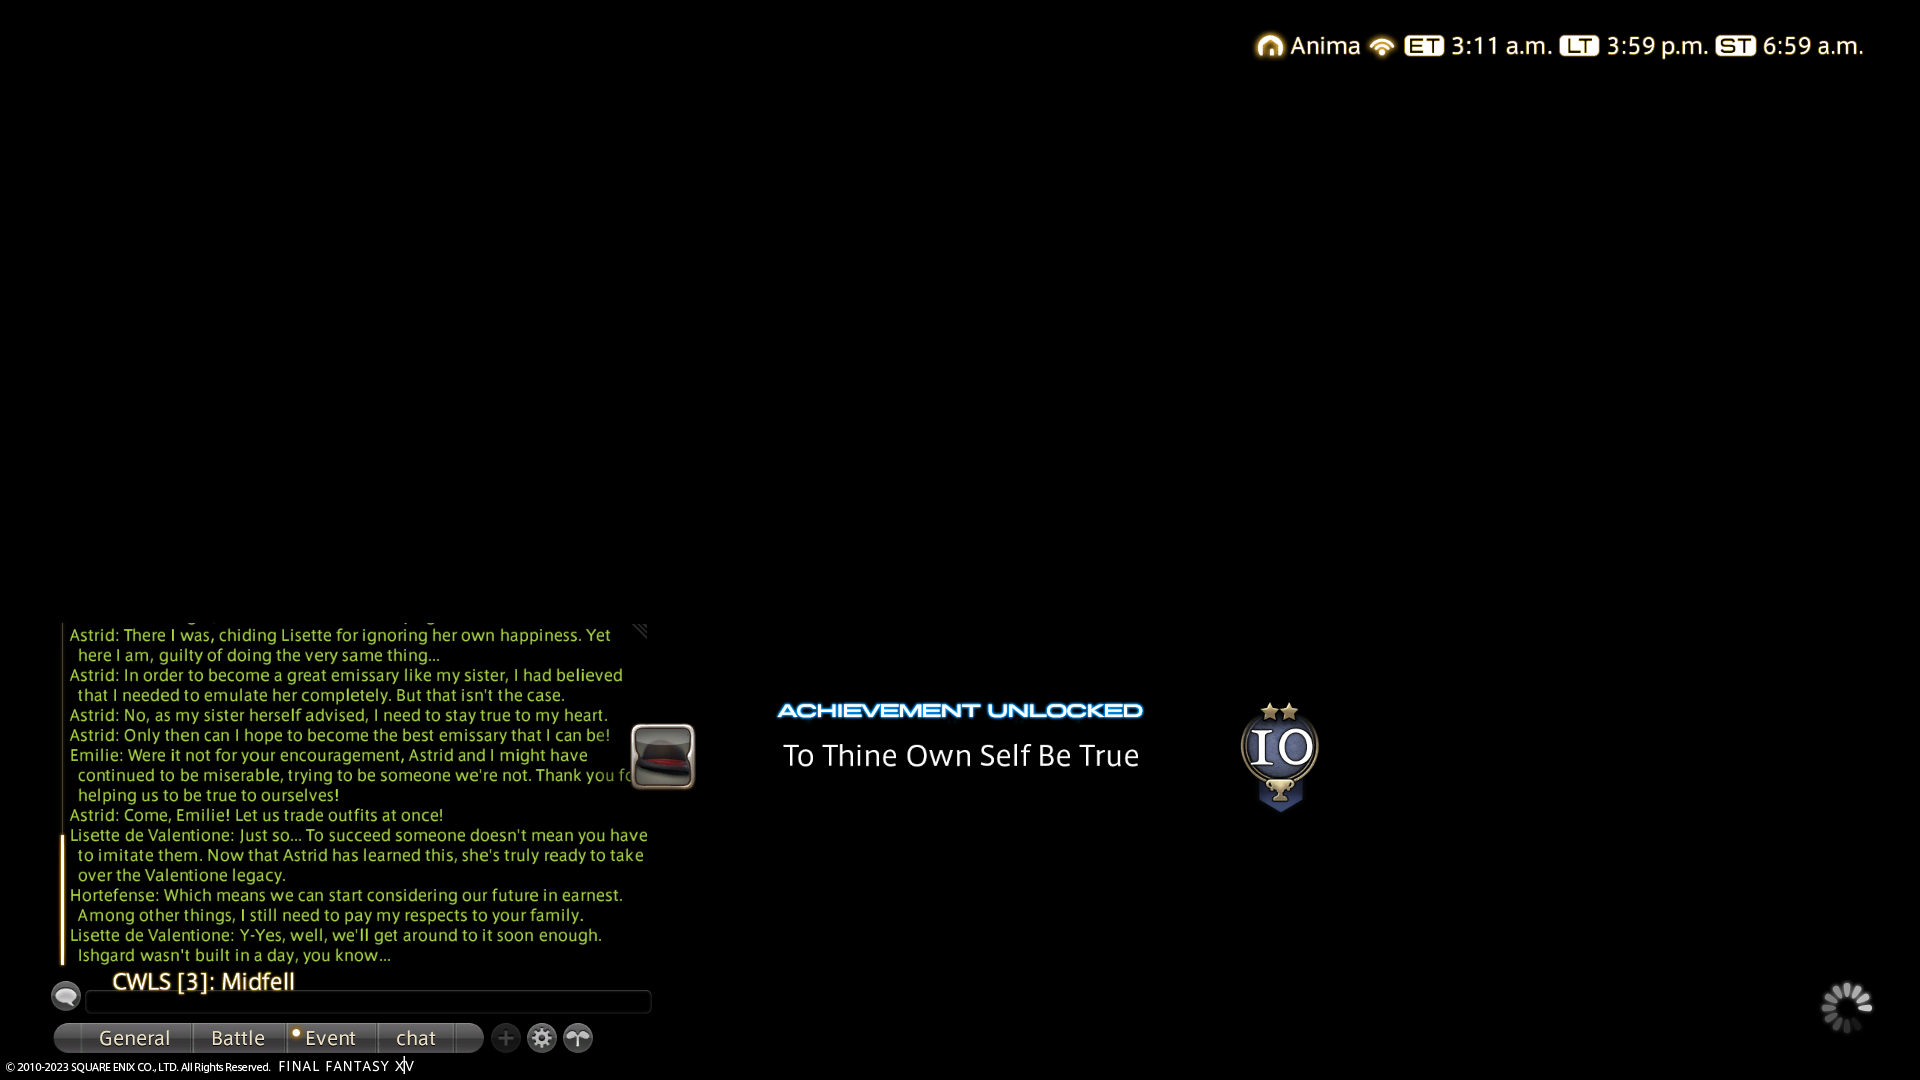 Anima ET 3:11 a.m. LT 3:59 p.m. ST 6:59 a.m.
Astrid: There I was, chiding Lisette for ignoring her own happiness. Yet
here I am, guilty of doing the very same thing...
Astrid: In order to become a great emissary like my sister, I had believed
that I needed to emulate her completely. But that isn't the case.
Astrid: No, as my sister herself advised, I need to stay true to my heart.
Astrid: Only then can I hope to become the best emissary that I can be!
Emilie: Were it not for your encouragement, Astrid and I might have
continued to be miserable, trying to be someone we're not. Thank you
helping us to be true to ourselves!
Astrid: Come, Emilie! Let us trade outfits at once!
Lisette de Valentione: Just so... To succeed someone doesn't mean you have
to imitate them. Now that Astrid has learned this, she's truly ready to take
over the Valentione legacy.
Hortefense: Which means we can start considering our future in earnest.
Among other things, I still need to pay my respects to your family.
Lisette de Valentione: Y-Yes, well, we'll get around to it soon enough.
Ishgard wasn't built in a day, you know...
ACHIEVEMENT UNLOCKED
To Thine Own Self Be True
10
CWLS [3]: Midfell
General Battle Event chat
© 2010-2023 SQUARE ENIX CO., LTD. All Rights Reserved. FINAL FANTASY XIV